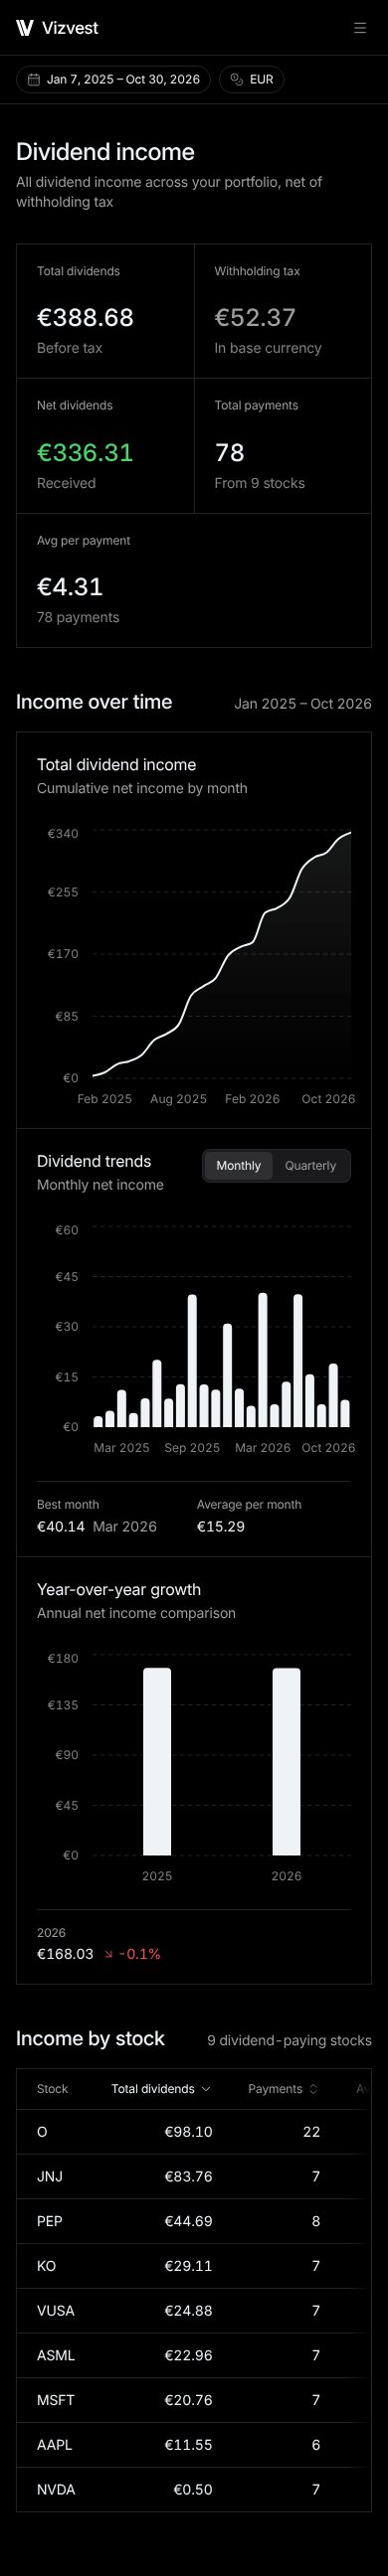 Vizvest
Jan 7, 2025 – Oct 30, 2026
EUR
Dividend income
All dividend income across your portfolio, net of
withholding tax
Total dividends
€388.68
Before tax
Withholding tax
€52.37
In base currency
Net dividends
€336.31
Received
Total payments
78
From 9 stocks
Avg per payment
€4.31
78 payments
Income over time
Jan 2025 – Oct 2026
Total dividend income
Cumulative net income by month
€340
€255
€170
€85
€0
Feb 2025 Aug 2025 Feb 2026 Oct 2026
Dividend trends
Monthly net income
Monthly Quarterly
€60
€45
€30
€15
€0
Mar 2025 Sep 2025 Mar 2026 Oct 2026
Best month
€40.14 Mar 2026
Average per month
€15.29
Year-over-year growth
Annual net income comparison
€180
€135
€90
€45
€0
2025 2026
2026
€168.03 -0.1%
Income by stock
9 dividend-paying stocks
Stock Total dividends Payments
O €98.10 22
JNJ €83.76 7
PEP €44.69 8
KO €29.11 7
VUSA €24.88 7
ASML €22.96 7
MSFT €20.76 7
AAPL €11.55 6
NVDA €0.50 7